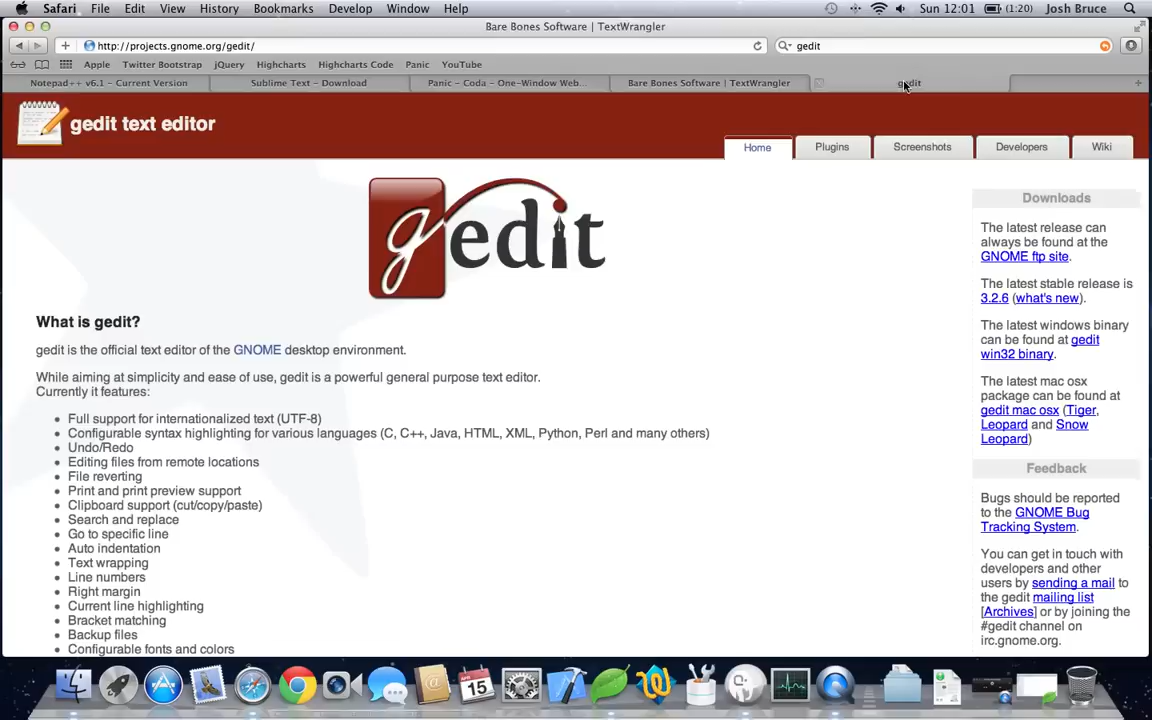 Safari File Edit View History Bookmarks Develop Window Help
Sun 12:01 (1:20) Josh Bruce
Bare Bones Software | TextWrangler
http://projects.gnome.org/gedit/
gedit
Apple Twitter Bootstrap jQuery Highcharts Highcharts Code Panic YouTube
Notepad++ v6.1 - Current Version Sublime Text - Download Panic - Coda - One-Window Web... Bare Bones Software | TextWrangler gedit
gedit text editor
Home Plugins Screenshots Developers Wiki
gedit
What is gedit?
gedit is the official text editor of the GNOME desktop environment.
While aiming at simplicity and ease of use, gedit is a powerful general purpose text editor.
Currently it features:
Full support for internationalized text (UTF-8)
Configurable syntax highlighting for various languages (C, C++, Java, HTML, XML, Python, Perl and many others)
Undo/Redo
Editing files from remote locations
File reverting
Print and print preview support
Clipboard support (cut/copy/paste)
Search and replace
Go to specific line
Auto indentation
Text wrapping
Line numbers
Right margin
Current line highlighting
Bracket matching
Backup files
Configurable fonts and colors
Downloads
The latest release can
always be found at the
GNOME ftp site.
The latest stable release is
3.2.6 (what's new).
The latest windows binary
can be found at gedit
win32 binary.
The latest mac osx
package can be found at
gedit mac osx (Tiger,
Leopard and Snow
Leopard)
Feedback
Bugs should be reported
to the GNOME Bug
Tracking System.
You can get in touch with
developers and other
users by sending a mail to
the gedit mailing list
[Archives] or by joining the
#gedit channel on
irc.gnome.org.
APR
15